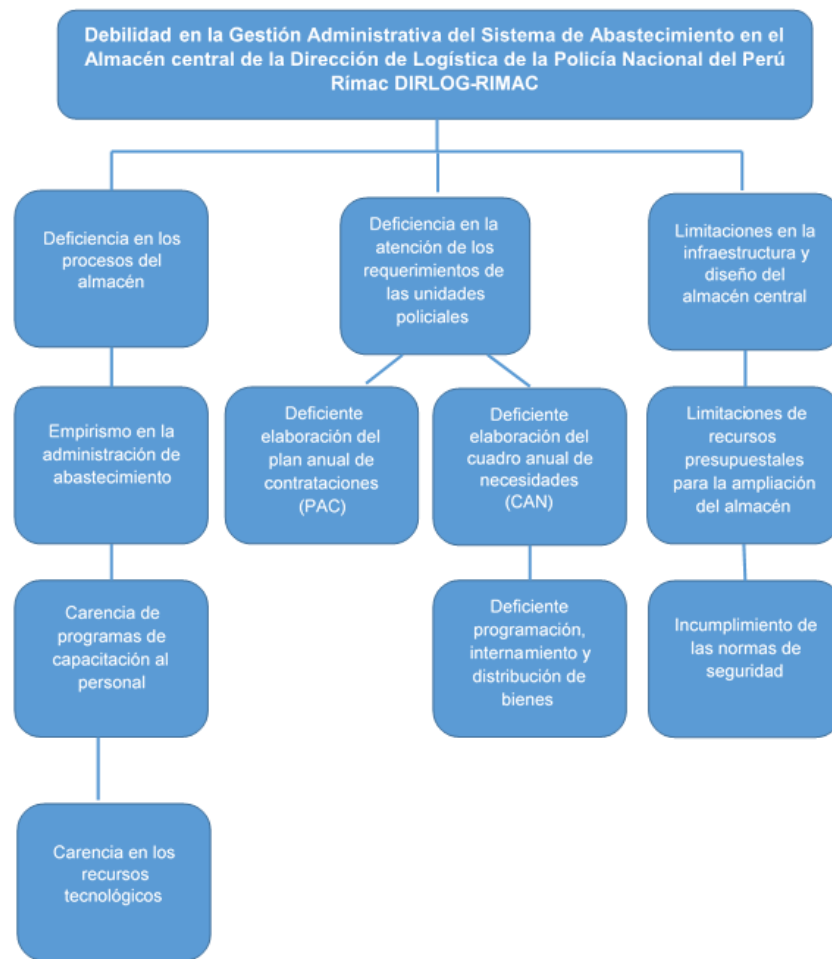 Debilidad en la Gestión Administrativa del Sistema de Abastecimiento en el
Almacén central de la Dirección de Logística de la Policía Nacional del Perú
Rímac DIRLOG-RIMAC
Deficiencia en los
procesos del
almacén
Deficiencia en la
atención de los
requerimientos de
las unidades
policiales
Limitaciones en la
infraestructura y
diseño del
almacén central
Empirismo en la
administración de
abastecimiento
Deficiente
elaboración del
plan anual de
contrataciones
(PAC)
Deficiente
elaboración del
cuadro anual de
necesidades
(CAN)
Limitaciones de
recursos
presupuestales
para la ampliación
del almacén
Carencia de
programas de
capacitación al
personal
Deficiente
programación,
internamiento y
distribución de
bienes
Incumplimiento de
las normas de
seguridad
Carencia en los
recursos
tecnológicos